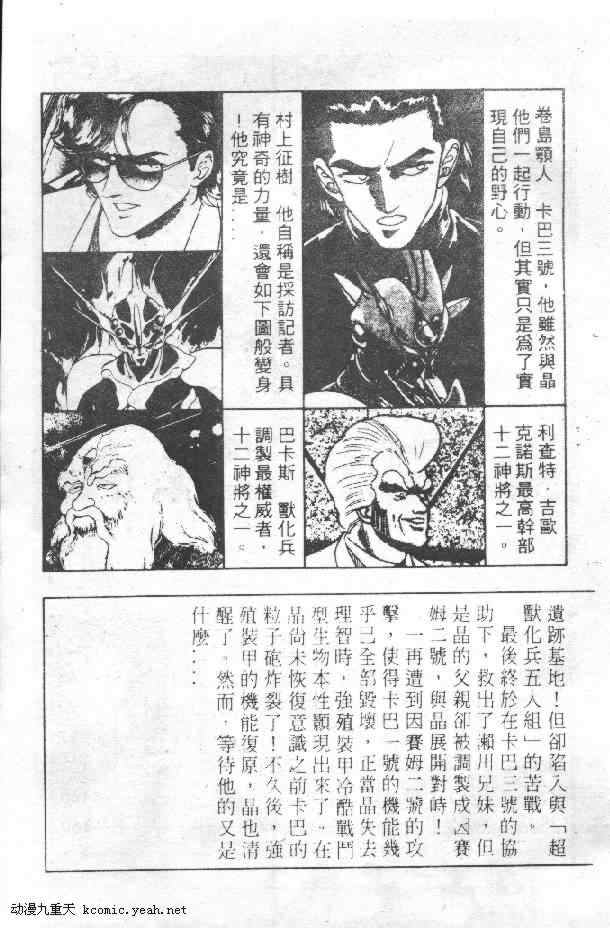 卷島顎人　卡巴三號，他雖然與晶
他們一起行動，但其實只是爲了實
現自己的野心。
村上征樹　他自稱是採訪記者。具
有神奇的力量，還會如下圖般變身
！他究竟是……
利查特．吉歐
克諾斯最高幹部
十二神將之一。
巴卡斯　獸化兵
調製最權威者，
十二神將之一。
遺跡基地！但卻陷入與「超
獸化兵五人組」的苦戰。
最後終於在卡巴三號的協
助下，救出了瀨川兄妹，但
是晶的父親卻被調製成因賽
姆二號，與晶展開對峙！
一再遭到因賽姆二號的攻
擊，使得卡巴一號的機能幾
乎已全部毀壞，正當晶失去
理智時，強殖裝甲冷酷戰鬥
型生物本性顯現出來了。在
晶尚未恢復意識之前卡巴的
粒子砲炸裂了！不久後，強
殖裝甲的機能復原，晶也清
醒了。然而，等待他的又是
什麼……
动漫九重天 kcomic.yeah.net